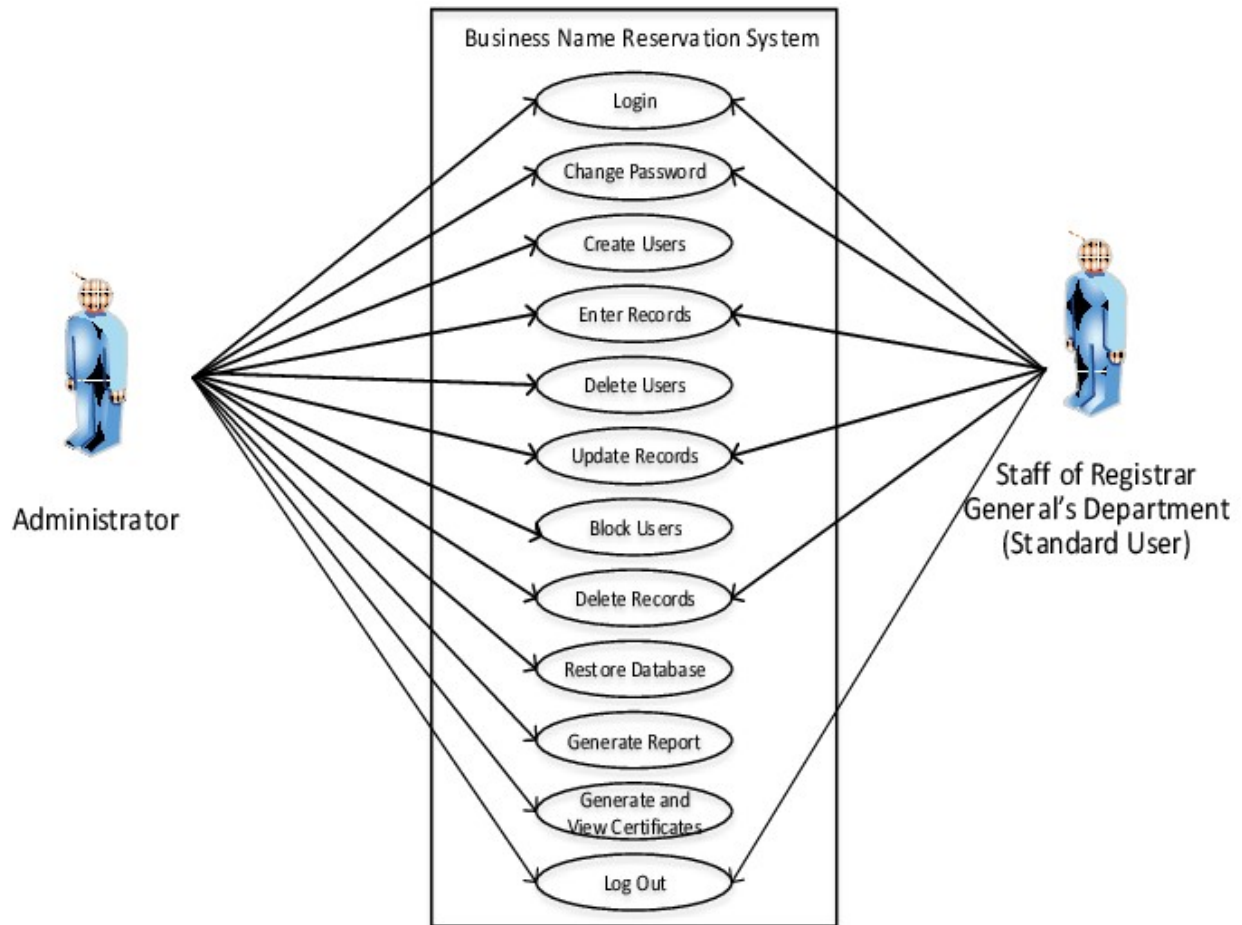 Business Name Reservation System
Login
Change Password
Create Users
Enter Records
Delete Users
Update Records
Block Users
Delete Records
Restore Database
Generate Report
Generate and
View Certificates
Log Out
Administrator
Staff of Registrar
General's Department
(Standard User)